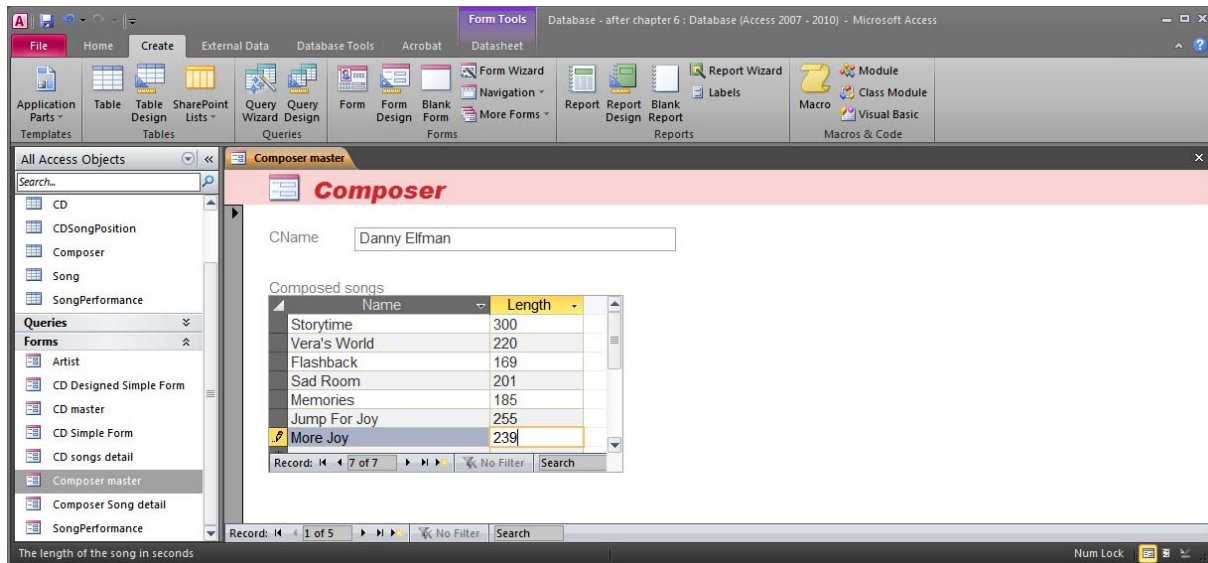 A
Form Tools
Database - after chapter 6 : Database (Access 2007 - 2010) - Microsoft Access
File Home Create External Data Database Tools Acrobat Datasheet
Application Parts
Table
Table Design
SharePoint Lists
Query Wizard
Query Design
Form
Form Design
Blank Form
Form Wizard
Navigation
More Forms
Report
Report Design
Blank Report
Report Wizard
Labels
Macro
Module
Class Module
Visual Basic
Templates Tables Queries Forms Reports Macros & Code
All Access Objects
Search...
CD
CDSongPosition
Composer
Song
SongPerformance
Queries
Forms
Artist
CD Designed Simple Form
CD master
CD Simple Form
CD songs detail
Composer master
Composer Song detail
SongPerformance
Composer master
Composer
CName Danny Elfman
Composed songs
Name Length
Storytime 300
Vera's World 220
Flashback 169
Sad Room 201
Memories 185
Jump For Joy 255
More Joy 239
Record: 7 of 7 No Filter Search
Record: 1 of 5 No Filter Search
The length of the song in seconds
Num Lock